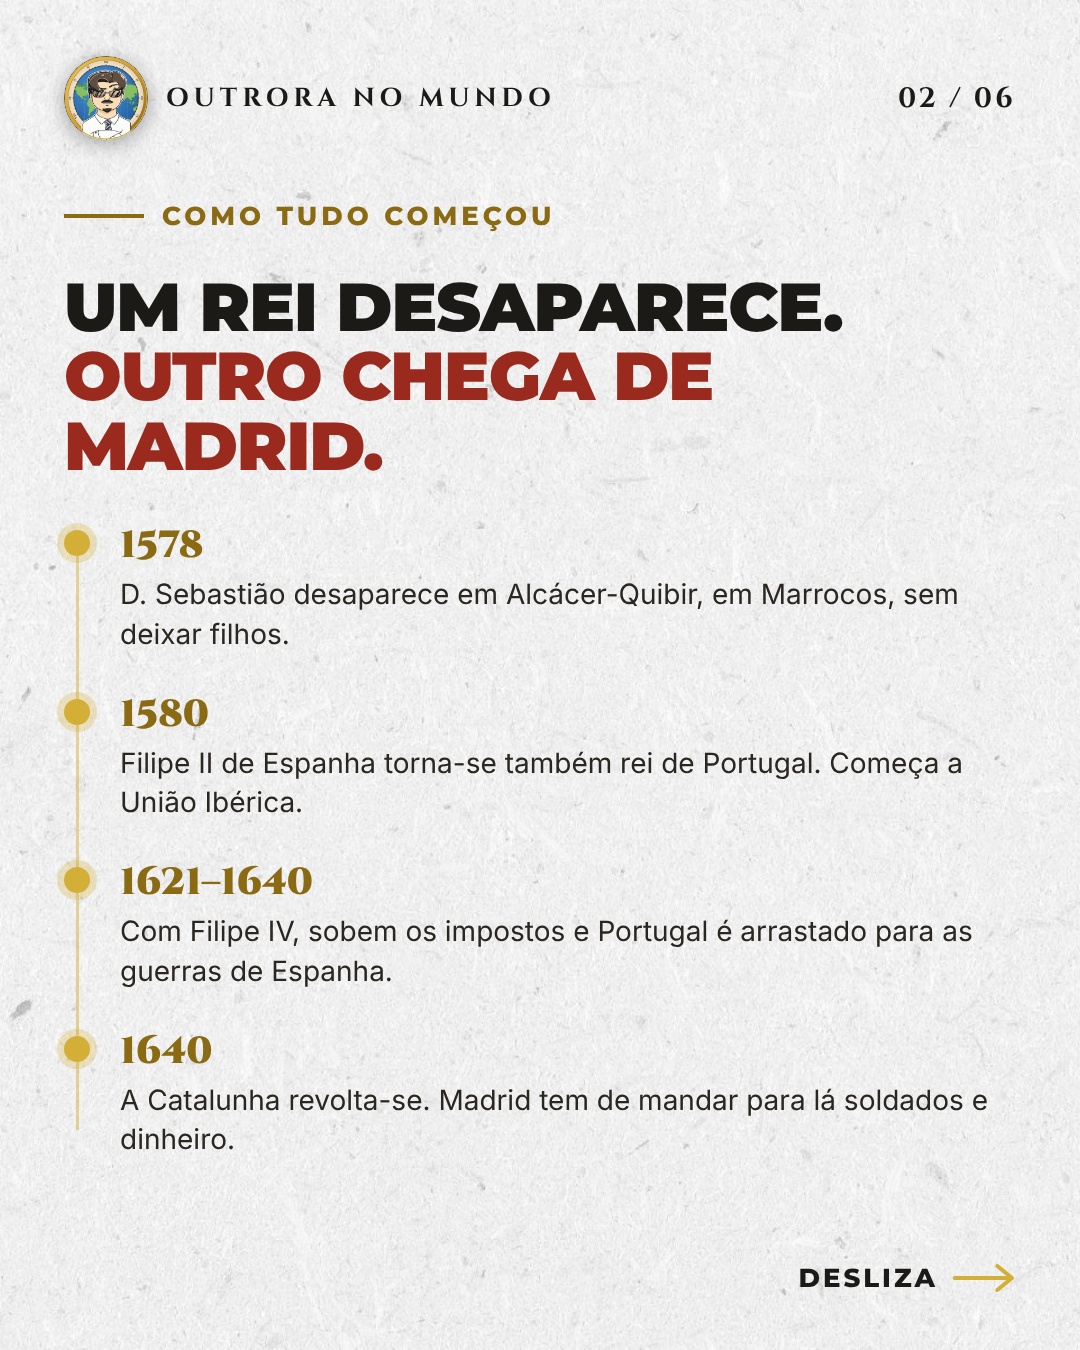 OUTRORA NO MUNDO
02 / 06
COMO TUDO COMEÇOU
UM REI DESAPARECE.
OUTRO CHEGA DE
MADRID.
1578
D. Sebastião desaparece em Alcácer-Quibir, em Marrocos, sem
deixar filhos.
1580
Filipe II de Espanha torna-se também rei de Portugal. Começa a
União Ibérica.
1621–1640
Com Filipe IV, sobem os impostos e Portugal é arrastado para as
guerras de Espanha.
1640
A Catalunha revolta-se. Madrid tem de mandar para lá soldados e
dinheiro.
DESLIZA